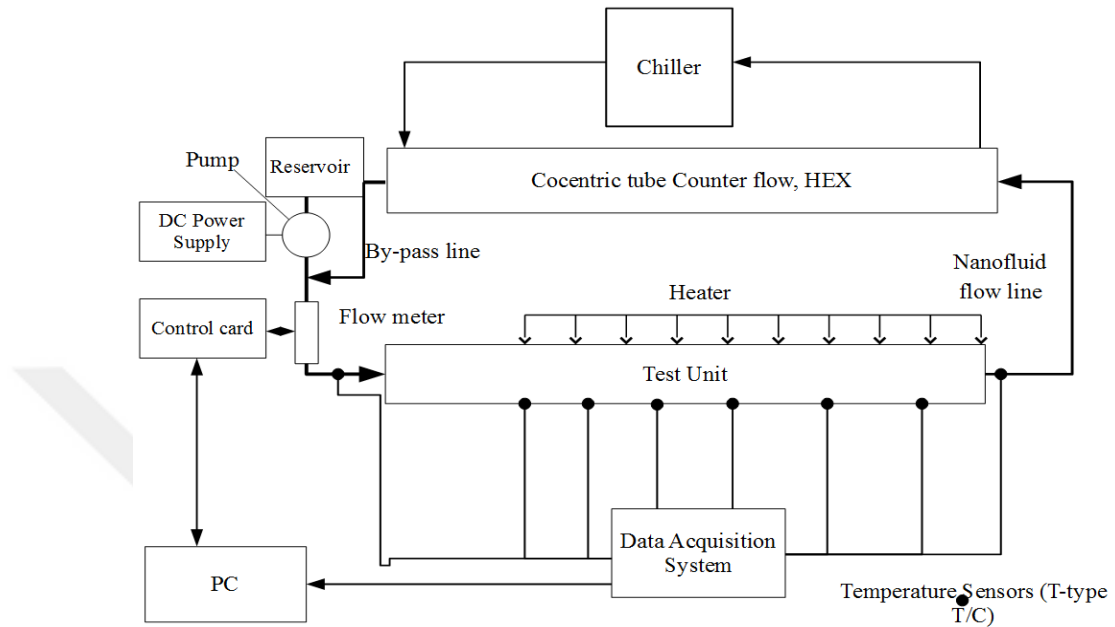 Chiller
Pump
Reservoir
Cocentric tube Counter flow, HEX
DC Power
Supply
By-pass line
Nanofluid
flow line
Heater
Control card
Flow meter
Test Unit
Data Acquisition
System
PC
Temperature Sensors (T-type
T/C)